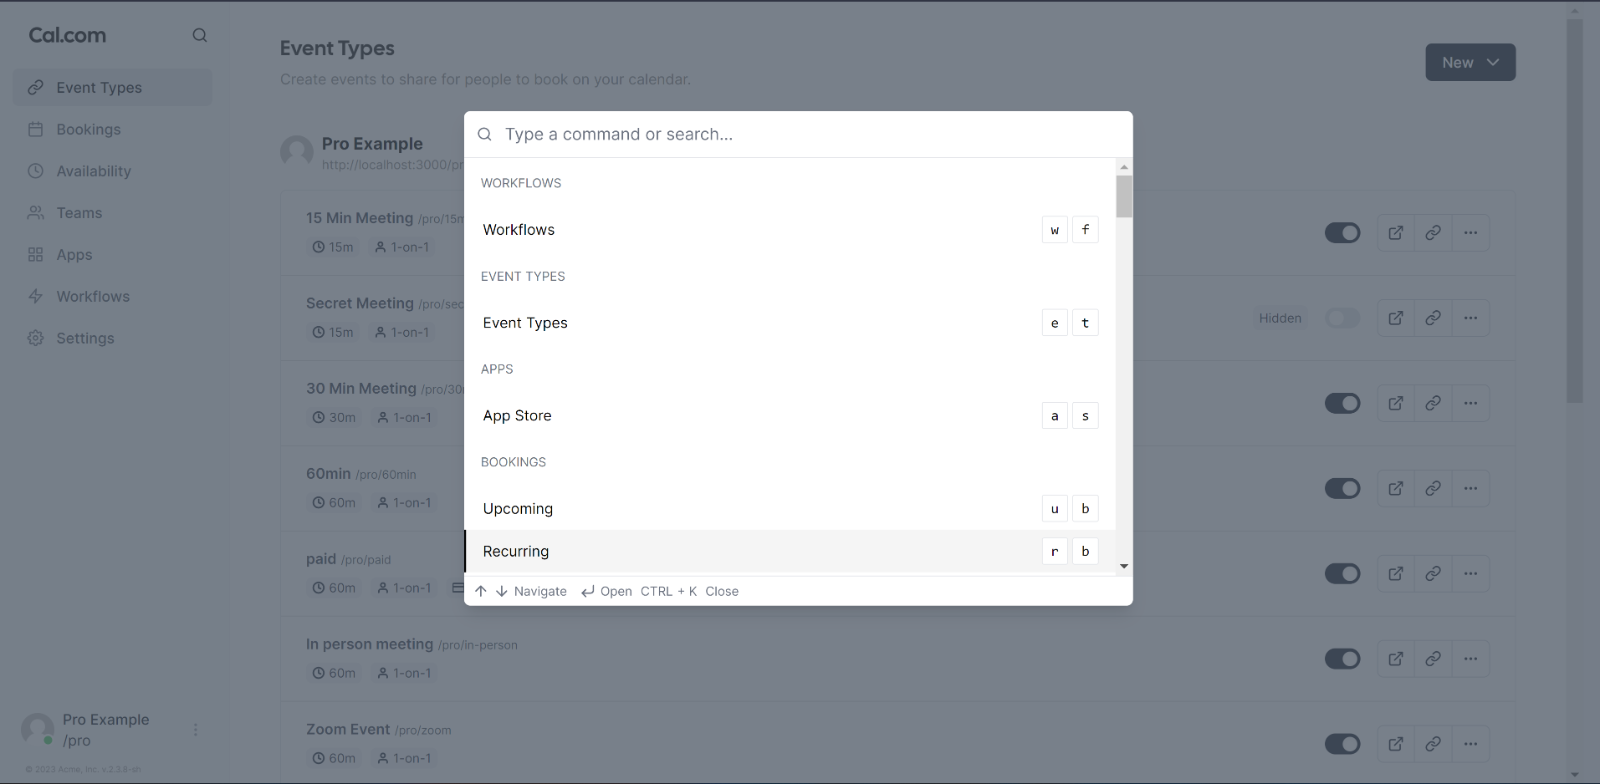 Cal.com
Event Types
Bookings
Availability
Teams
Apps
Workflows
Settings
Pro Example
/pro
© 2023 Acme, Inc. v.2.3.6-sh
Event Types
Create events to share for people to book on your calendar.
New
Pro Example
http://localhost:3000/pr
15 Min Meeting /pro/15m
15m 1-on-1
Secret Meeting /pro/sec
15m 1-on-1
Hidden
30 Min Meeting /pro/30
30m 1-on-1
60min /pro/60min
60m 1-on-1
paid /pro/paid
60m 1-on-1
In person meeting /pro/in-person
60m 1-on-1
Zoom Event /pro/zoom
60m 1-on-1
Type a command or search...
WORKFLOWS
Workflows w f
EVENT TYPES
Event Types e t
APPS
App Store a s
BOOKINGS
Upcoming u b
Recurring r b
Navigate Open CTRL + K Close